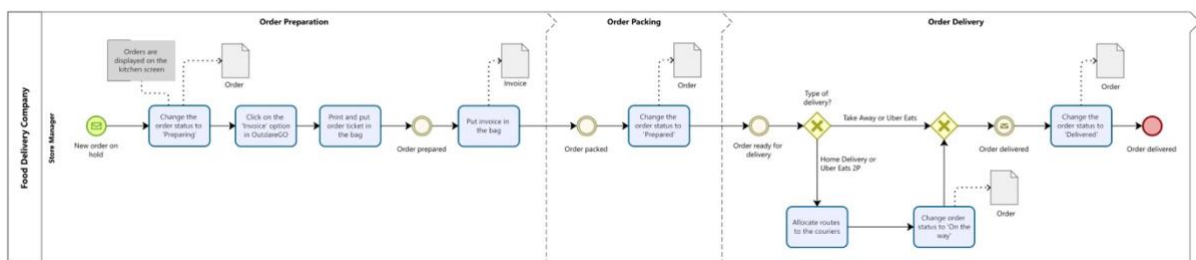 Food Delivery Company
Store Manager
Order Preparation
Order Packing
Order Delivery
Orders are
displayed on the
kitchen screen
Order
New order on
hold
Change the
order status to
'Preparing'
Click on the
'Invoice' option
in OutdareGO
Print and put
order ticket in
the bag
Order prepared
Invoice
Put invoice in
the bag
Order packed
Order
Change the
order status to
'Prepared'
Order ready for
delivery
Type of
delivery?
Take Away or Uber Eats
Home Delivery or
Uber Eats 2P
Allocate routes
to the couriers
Change order
status to 'On the
way'
Order
Order delivered
Order
Change the
order status to
'Delivered'
Order delivered